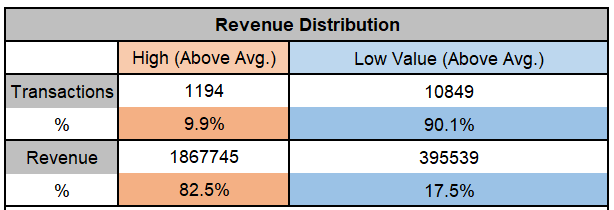 Revenue Distribution
High (Above Avg.) Low Value (Above Avg.)
Transactions 1194 10849
% 9.9% 90.1%
Revenue 1867745 395539
% 82.5% 17.5%